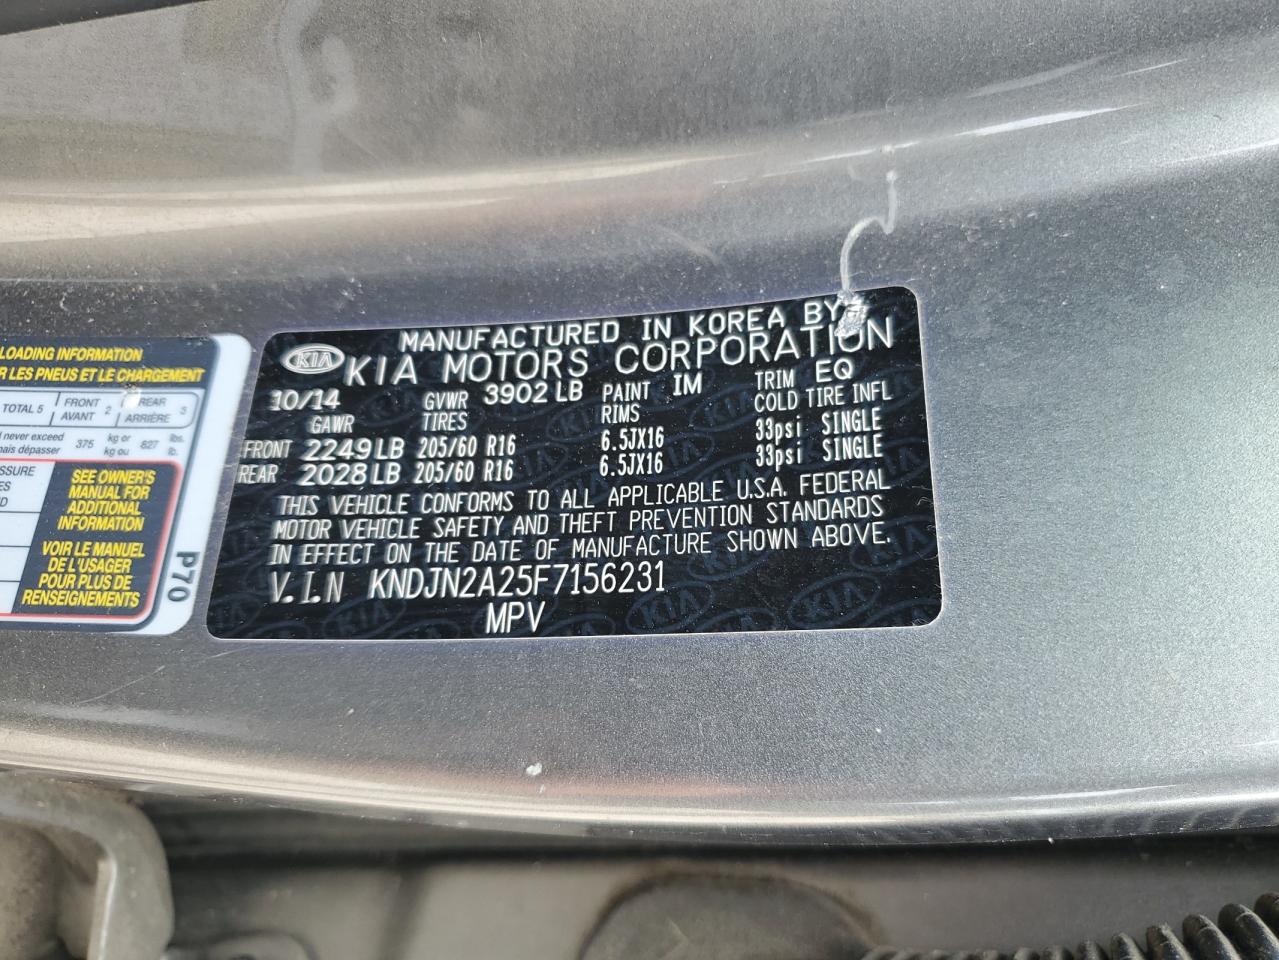 LOADING INFORMATION
R LES PNEUS ET LE CHARGEMENT
TOTAL 5 FRONT AVANT 2 REAR ARRIÈRE 3
never exceed
mais dépasser
375 kg or kg ou 827 lbs. lb.
SEE OWNER'S
MANUAL FOR
ADDITIONAL
INFORMATION
VOIR LE MANUEL
DE L'USAGER
POUR PLUS DE
RENSEIGNEMENTS
P70
MANUFACTURED IN KOREA BY
KIA KIA MOTORS CORPORATION
10/14 GVWR 3902 LB PAINT IM TRIM EQ
GAWR TIRES RIMS COLD TIRE INFL
FRONT 2249 LB 205/60 R16 6.5JX16 33psi SINGLE
REAR 2028 LB 205/60 R16 6.5JX16 33psi SINGLE
THIS VEHICLE CONFORMS TO ALL APPLICABLE U.S.A. FEDERAL
MOTOR VEHICLE SAFETY AND THEFT PREVENTION STANDARDS
IN EFFECT ON THE DATE OF MANUFACTURE SHOWN ABOVE.
V.I.N KNDJN2A25F7156231
MPV